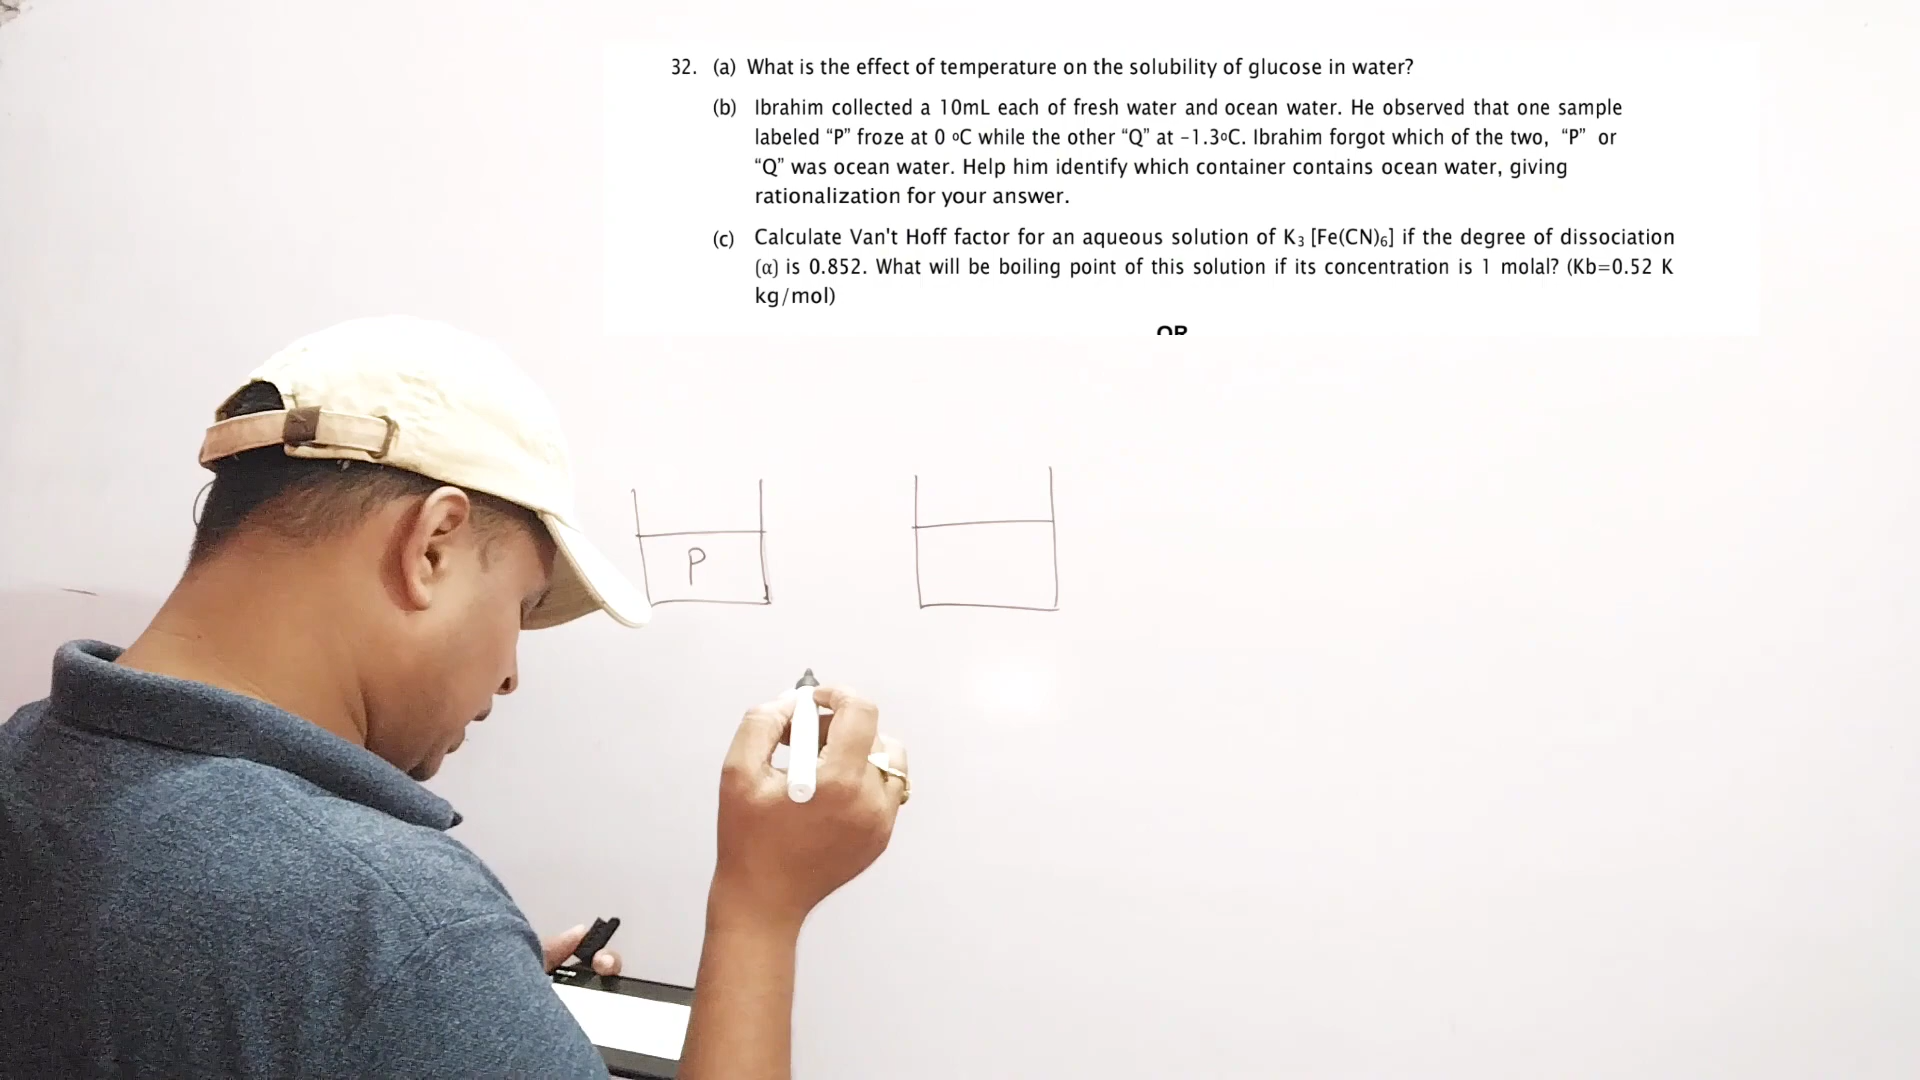 32. (a) What is the effect of temperature on the solubility of glucose in water?
(b) Ibrahim collected a 10mL each of fresh water and ocean water. He observed that one sample
labeled “P” froze at 0 ⁰C while the other “Q” at −1.3⁰C. Ibrahim forgot which of the two, “P” or
“Q” was ocean water. Help him identify which container contains ocean water, giving
rationalization for your answer.
(c) Calculate Van't Hoff factor for an aqueous solution of K₃ [Fe(CN)₆] if the degree of dissociation
(α) is 0.852. What will be boiling point of this solution if its concentration is 1 molal? (Kb=0.52 K
kg/mol)
OR
P